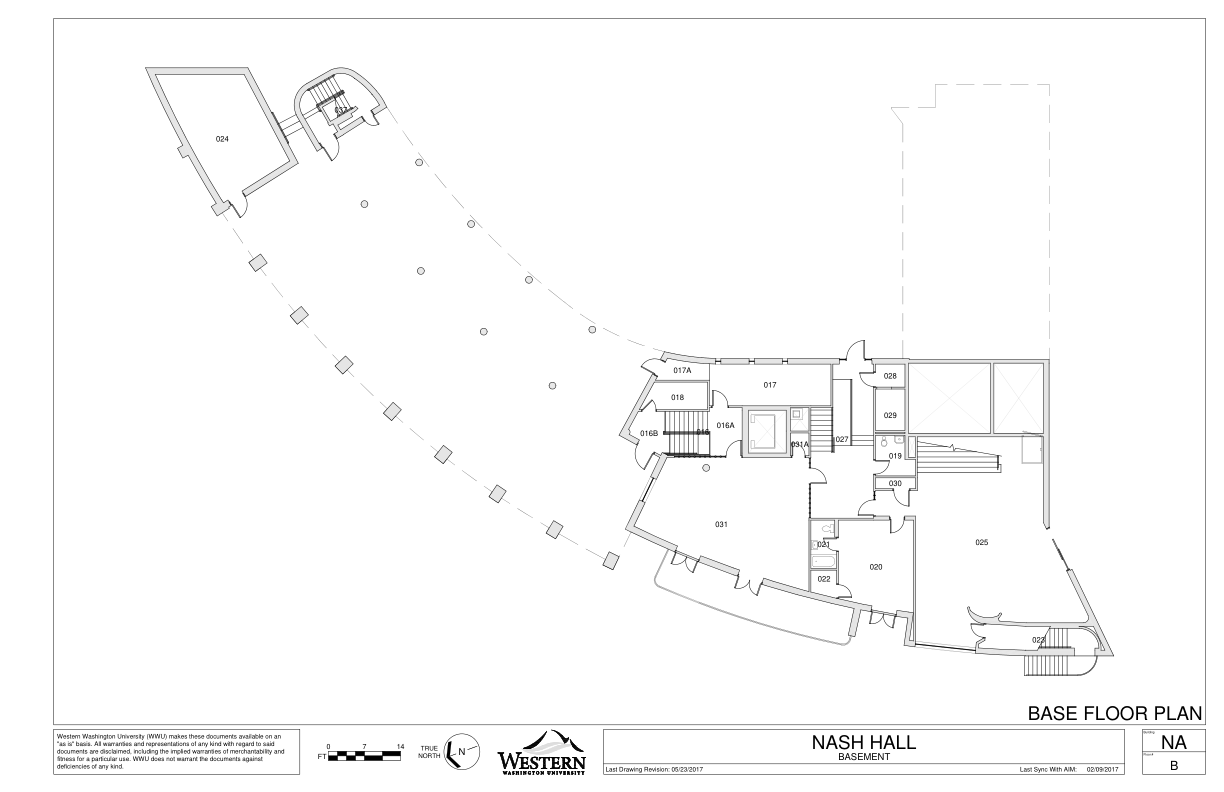 037
024
017A
017
028
018
029
016
016A
016B
031A
027
019
030
031
025
021
020
022
023
BASE FLOOR PLAN
Western Washington University (WWU) makes these documents available on an
"as is" basis. All warranties and representations of any kind with regard to said
documents are disclaimed, including the implied warranties of merchantability and
fitness for a particular use. WWU does not warrant the documents against
deficiencies of any kind.
0 7 14
FT
TRUE
NORTH
N
WESTERN
WASHINGTON UNIVERSITY
NASH HALL
BASEMENT
Last Drawing Revision: 05/23/2017
Last Sync With AIM: 02/09/2017
Building
NA
B